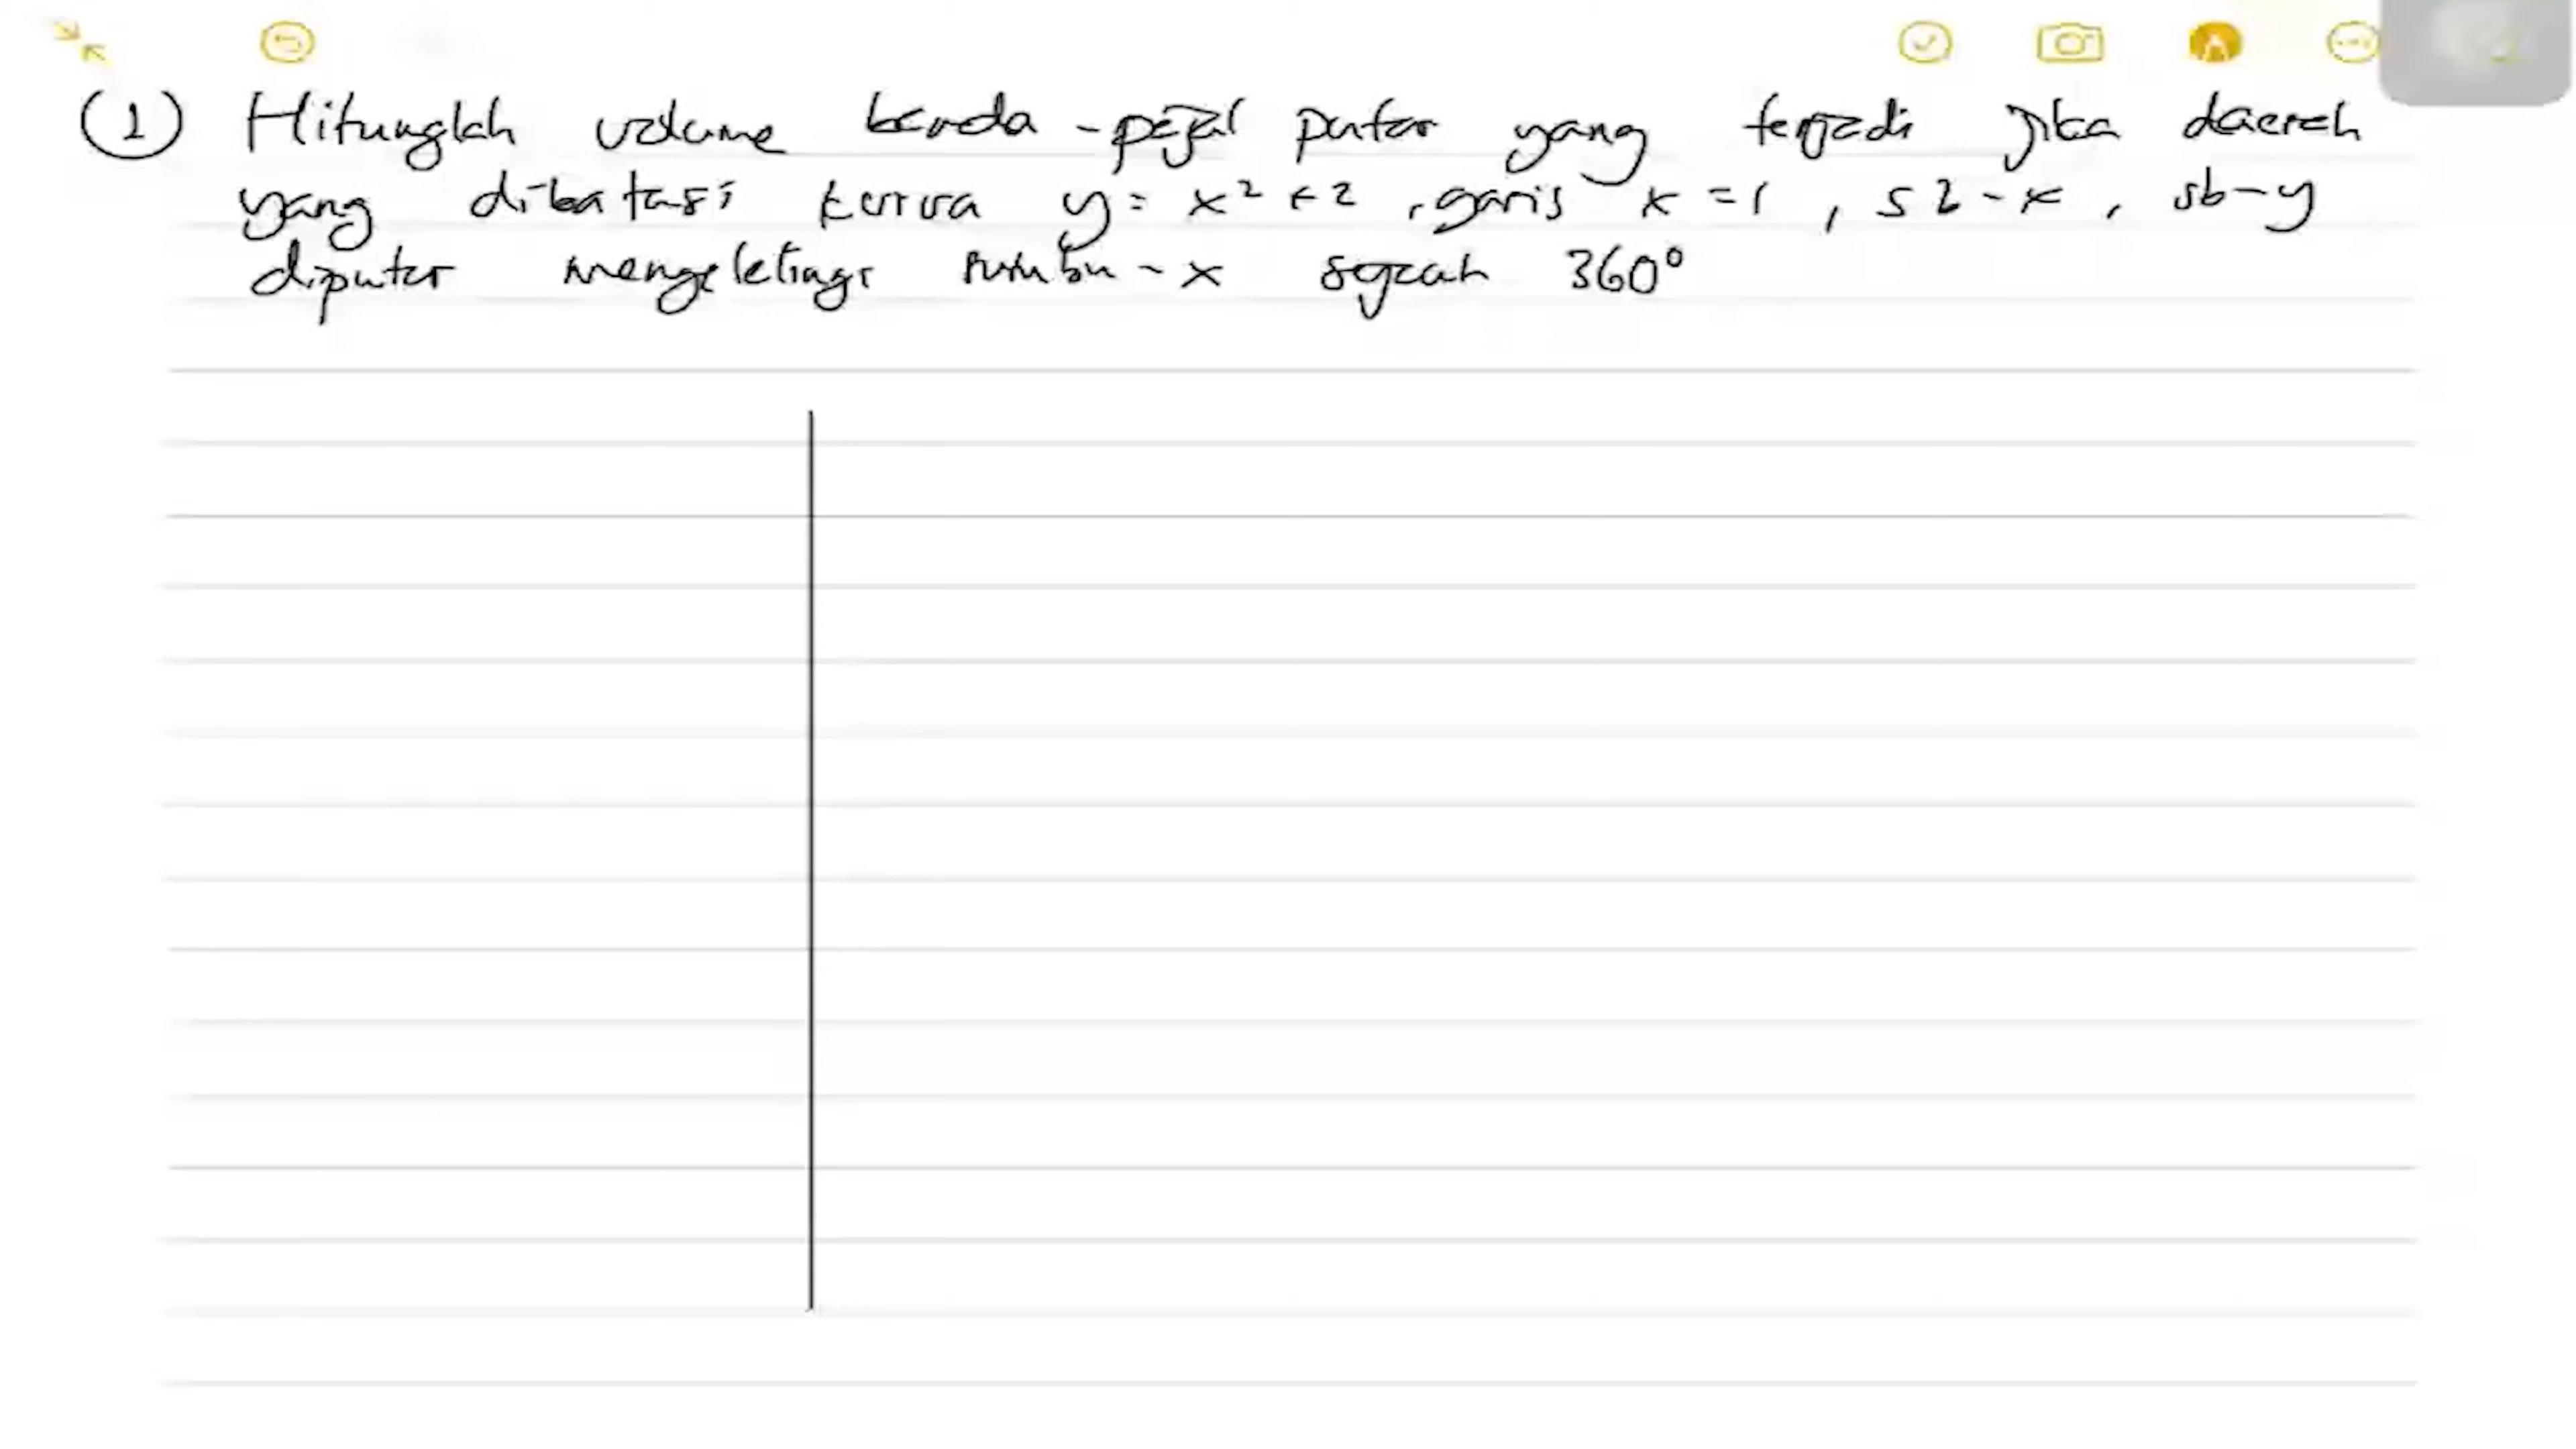 ① Hitunglah volume benda-pejal putar yang terjadi jika daerah
yang dibatasi kurva y = x² + 2, garis x = 1, sb-x, sb-y
diputar mengelilingi sumbu-x sejauh 360°